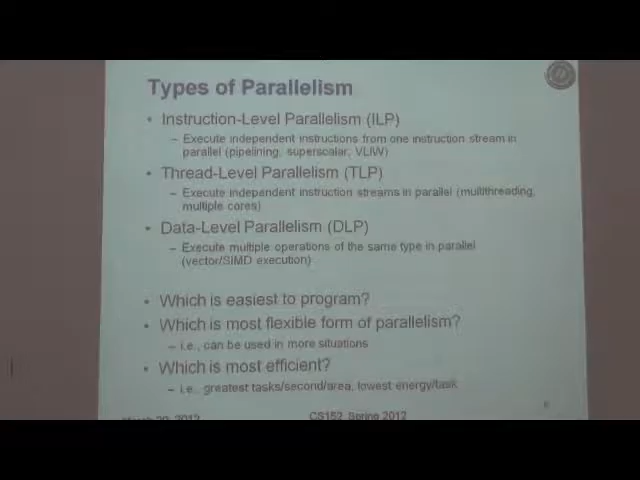 Types of Parallelism
• Instruction-Level Parallelism (ILP)
– Execute independent instructions from one instruction stream in
parallel (pipelining, superscalar, VLIW)
• Thread-Level Parallelism (TLP)
– Execute independent instruction streams in parallel (multithreading,
multiple cores)
• Data-Level Parallelism (DLP)
– Execute multiple operations of the same type in parallel
(vector/SIMD execution)
• Which is easiest to program?
• Which is most flexible form of parallelism?
– i.e., can be used in more situations
• Which is most efficient?
– i.e., greatest tasks/second/area, lowest energy/task
CS152, Spring 2012